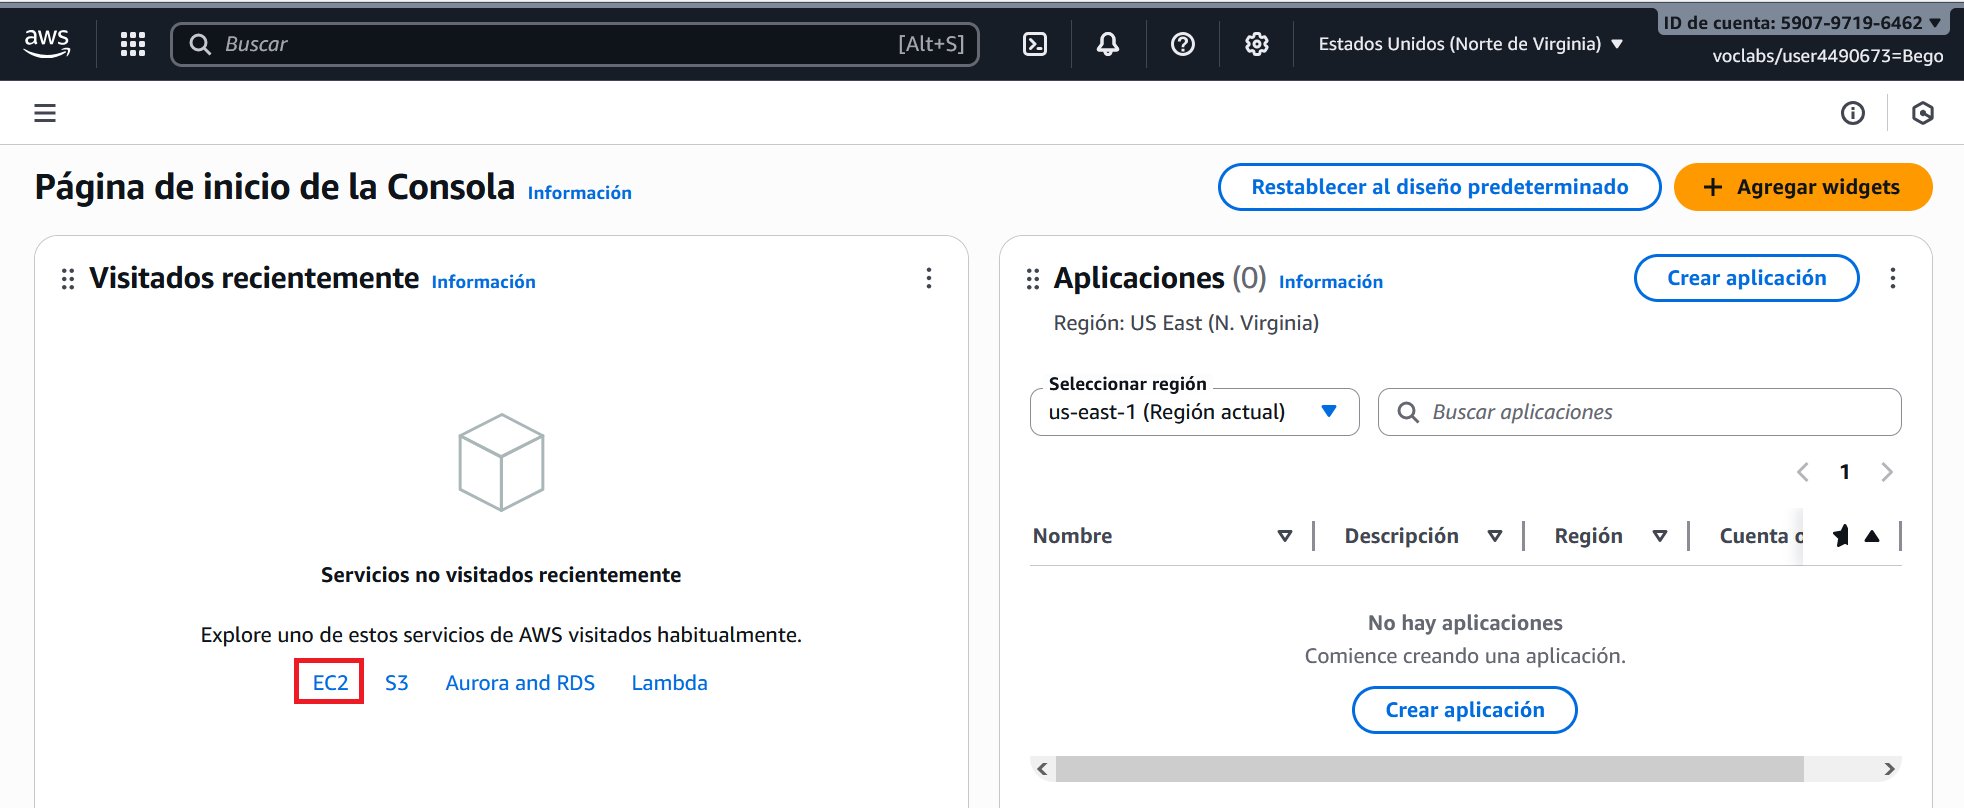 aws
Buscar [Alt+S]
Estados Unidos (Norte de Virginia)
ID de cuenta: 5907-9719-6462
voclabs/user4490673=Bego
Página de inicio de la Consola Información
Restablecer al diseño predeterminado
Agregar widgets
Visitados recientemente Información
Servicios no visitados recientemente
Explore uno de estos servicios de AWS visitados habitualmente.
EC2 S3 Aurora and RDS Lambda
Aplicaciones (0) Información
Crear aplicación
Región: US East (N. Virginia)
Seleccionar región
us-east-1 (Región actual)
Buscar aplicaciones
1
Nombre Descripción Región Cuenta
No hay aplicaciones
Comience creando una aplicación.
Crear aplicación